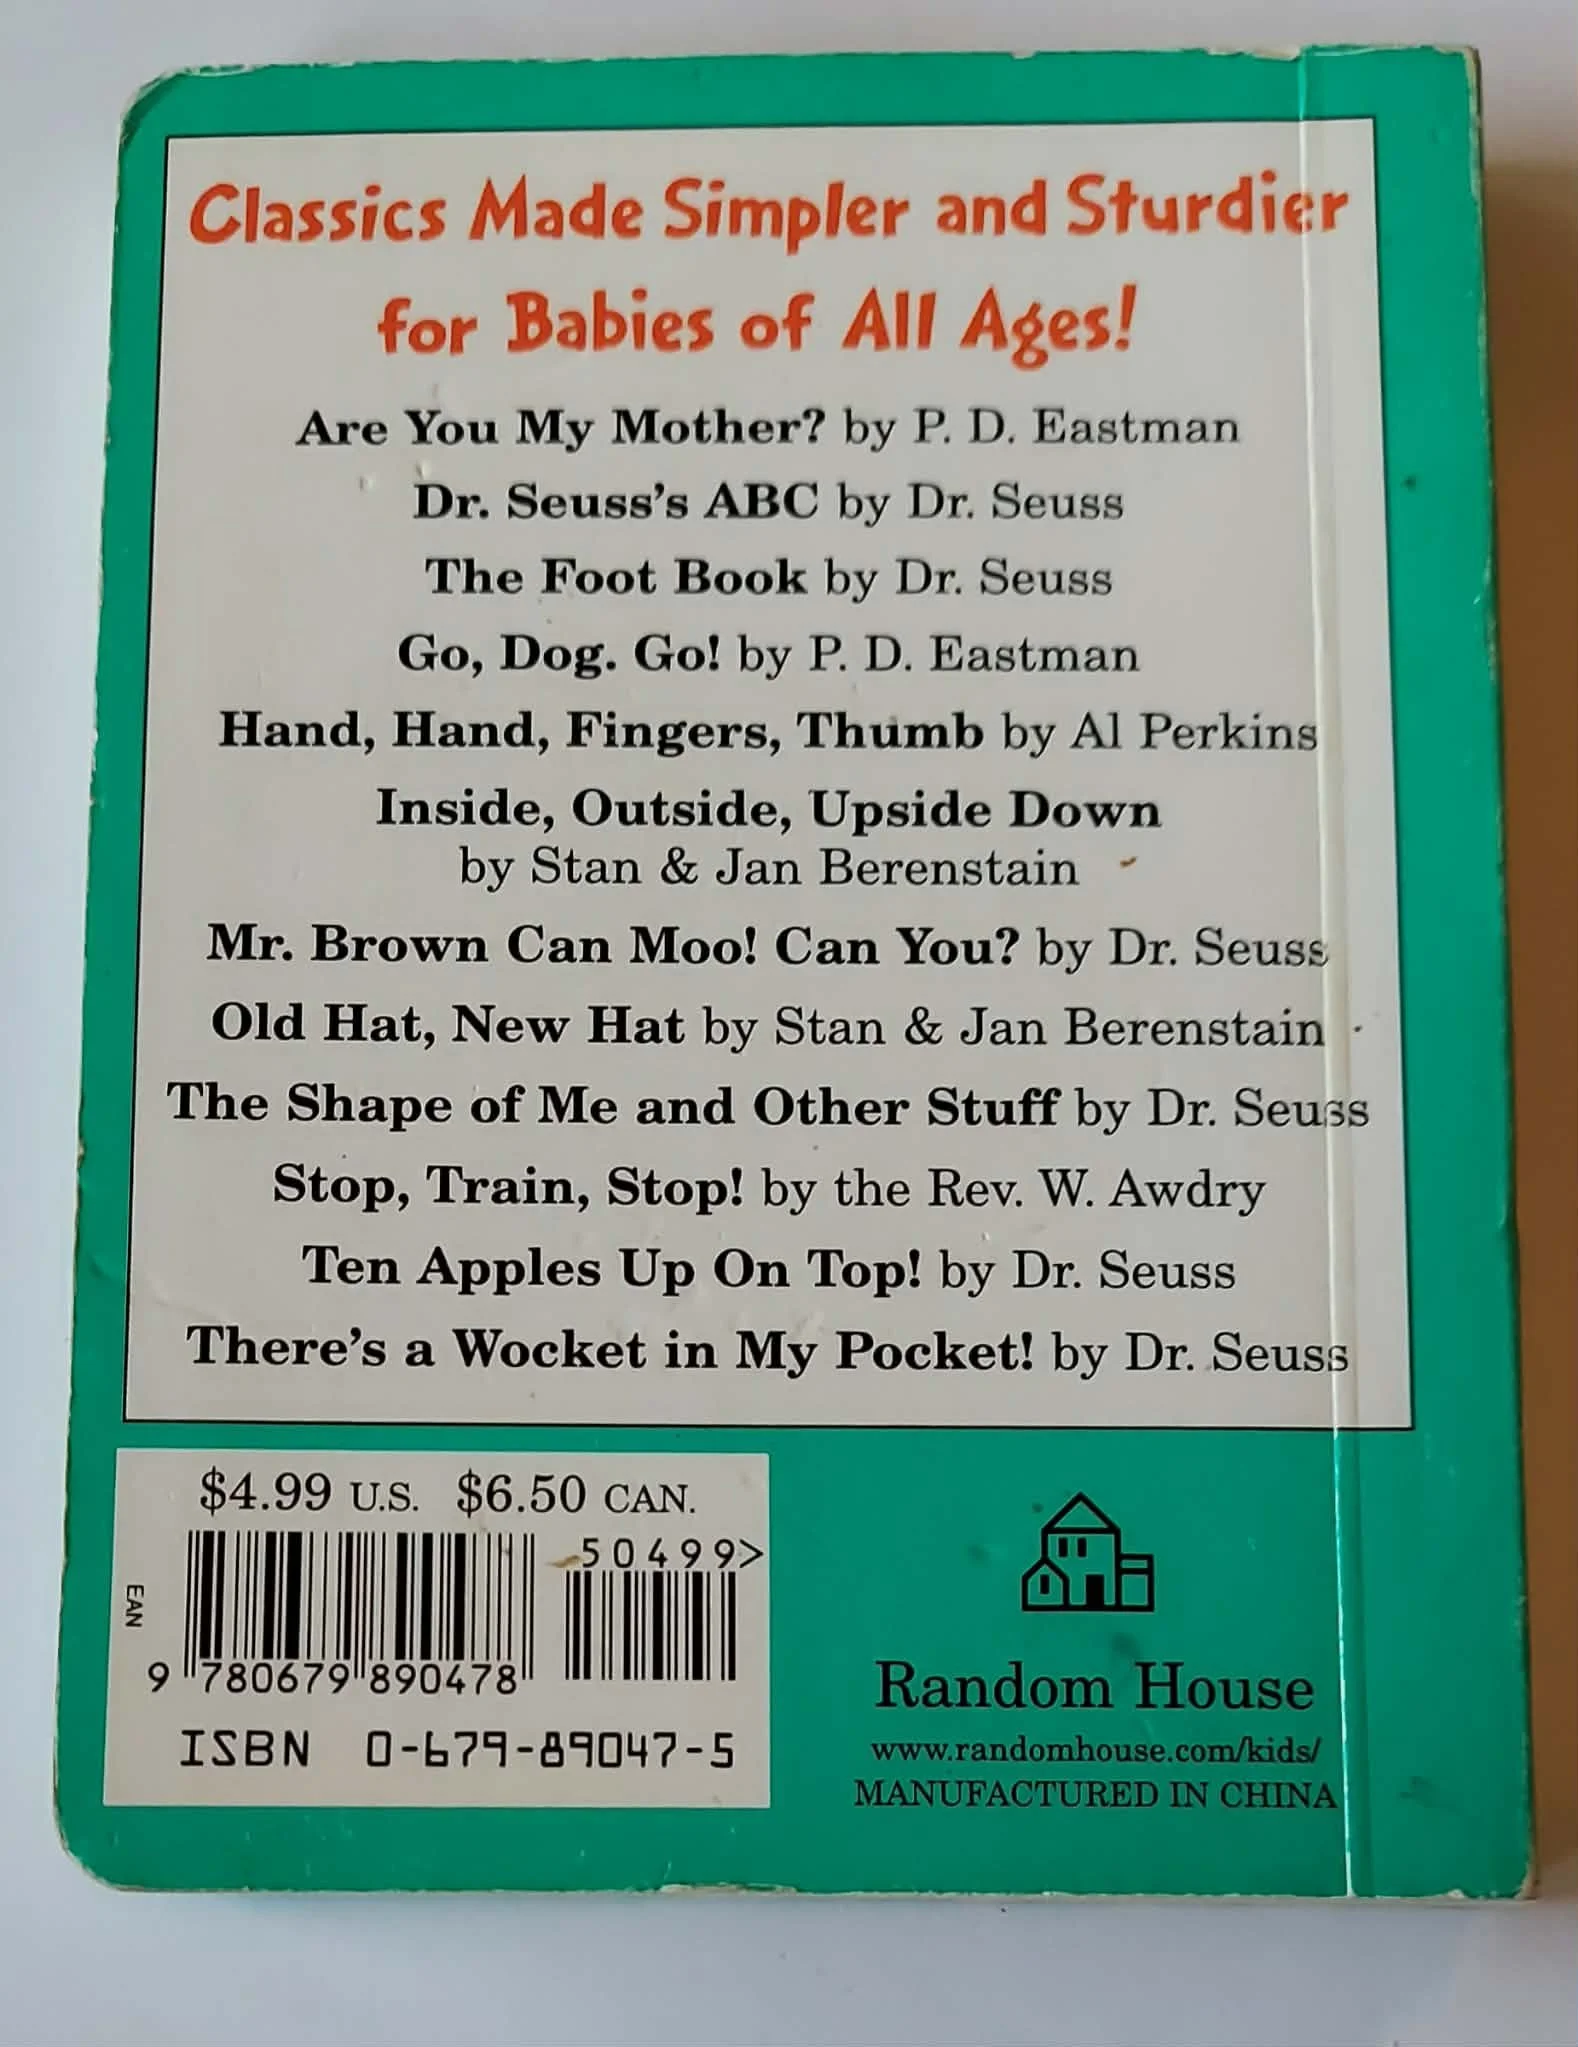 Classics Made Simpler and Sturdier
for Babies of All Ages!
Are You My Mother? by P. D. Eastman
Dr. Seuss's ABC by Dr. Seuss
The Foot Book by Dr. Seuss
Go, Dog. Go! by P. D. Eastman
Hand, Hand, Fingers, Thumb by Al Perkins
Inside, Outside, Upside Down
by Stan & Jan Berenstain
Mr. Brown Can Moo! Can You? by Dr. Seuss
Old Hat, New Hat by Stan & Jan Berenstain
The Shape of Me and Other Stuff by Dr. Seuss
Stop, Train, Stop! by the Rev. W. Awdry
Ten Apples Up On Top! by Dr. Seuss
There's a Wocket in My Pocket! by Dr. Seuss
$4.99 U.S. $6.50 CAN.
50499>
EAN
9 780679 890478
ISBN 0-679-89047-5
Random House
www.randomhouse.com/kids/
MANUFACTURED IN CHINA